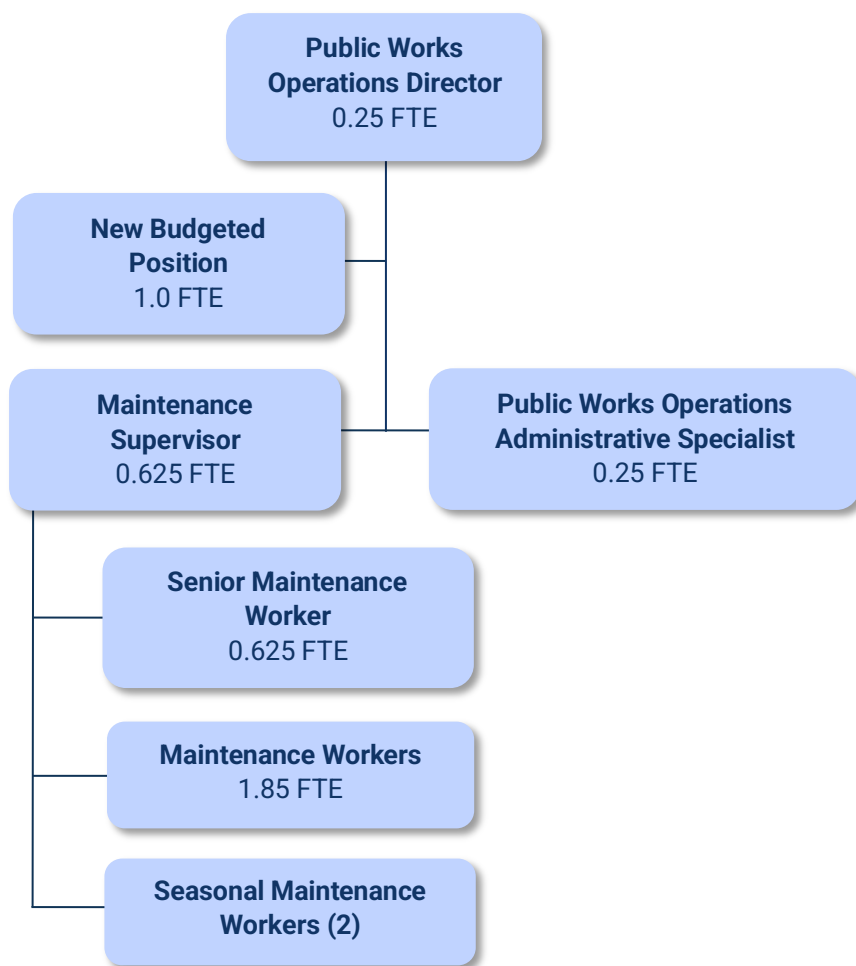 Public Works
Operations Director
0.25 FTE
New Budgeted
Position
1.0 FTE
Maintenance
Supervisor
0.625 FTE
Public Works Operations
Administrative Specialist
0.25 FTE
Senior Maintenance
Worker
0.625 FTE
Maintenance Workers
1.85 FTE
Seasonal Maintenance
Workers (2)